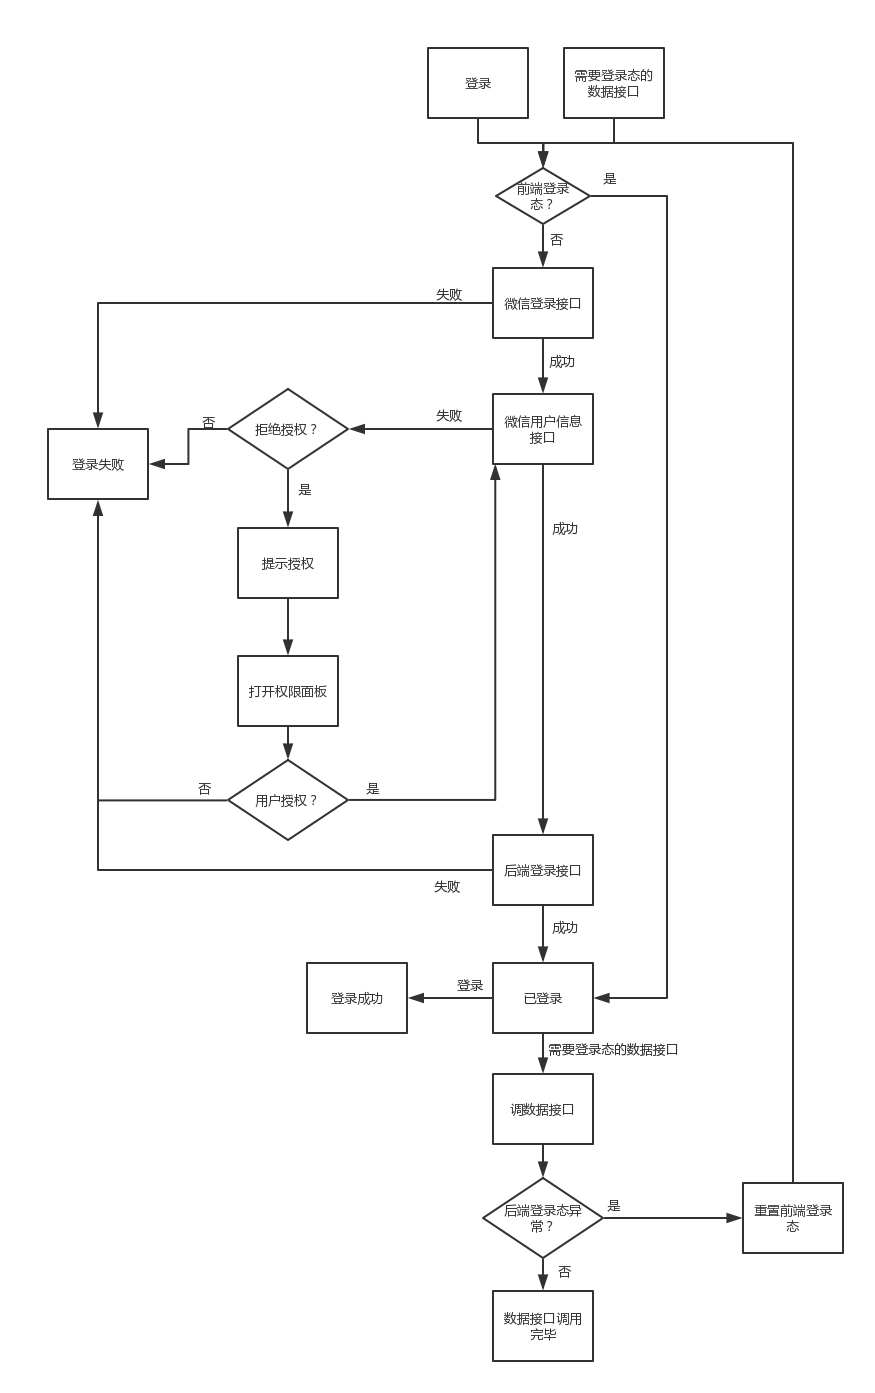 登录
需要登录态的
数据接口
前端登录
态？
是
否
失败
微信登录接口
成功
否
拒绝授权？
失败
微信用户信息
接口
登录失败
是
成功
提示授权
打开权限面板
否
用户授权？
是
后端登录接口
失败
成功
登录成功
登录
已登录
需要登录态的数据接口
调数据接口
后端登录态异
常？
是
重置前端登录
态
否
数据接口调用
完毕